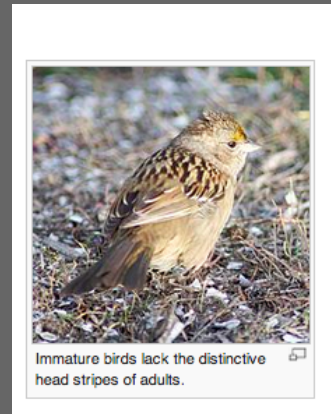 Immature birds lack the distinctive
head stripes of adults.